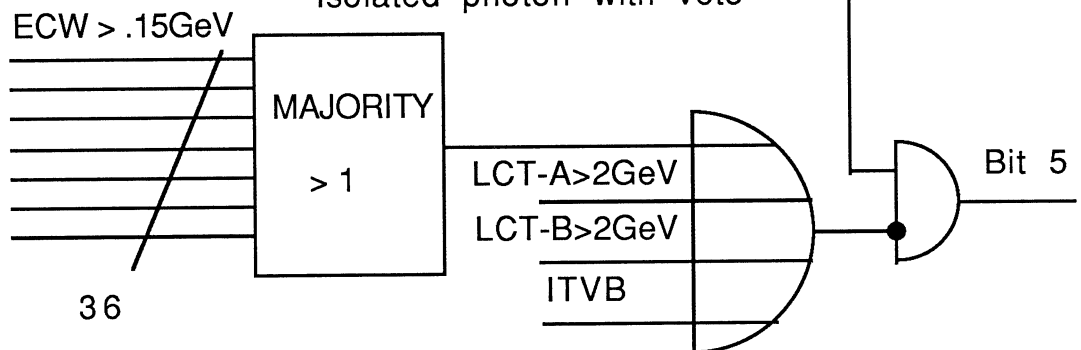 Isolated photon with veto
ECW > .15GeV
MAJORITY
> 1
LCT-A>2GeV
LCT-B>2GeV
ITVB
Bit 5
36